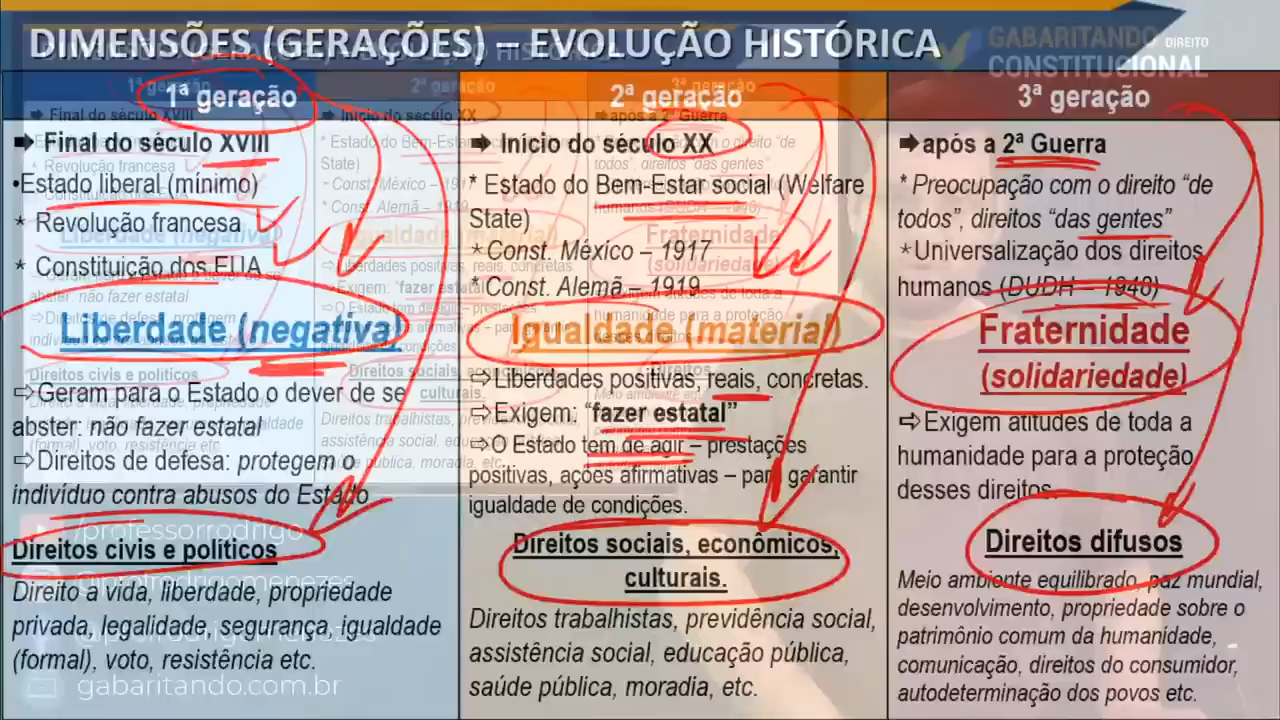 DIMENSÕES (GERAÇÕES) – EVOLUÇÃO HISTÓRICA
GABARITANDO
DIREITO
CONSTITUCIONAL
1ª geração
➡ Final do século XVIII
•Estado liberal (mínimo)
* Revolução francesa
* Constituição dos EUA
Liberdade (negativa)
⇨Geram para o Estado o dever de se
abster: não fazer estatal
⇨Direitos de defesa: protegem o
indivíduo contra abusos do Estado
Direitos civis e políticos
Direito a vida, liberdade, propriedade
privada, legalidade, segurança, igualdade
(formal), voto, resistência etc.
2ª geração
➡ Início do século XX
* Estado do Bem-Estar social (Welfare
State)
* Const. México – 1917
* Const. Alemã – 1919
Igualdade (material)
⇨Liberdades positivas, reais, concretas.
⇨Exigem: “fazer estatal”
⇨O Estado tem de agir – prestações
positivas, ações afirmativas – para garantir
igualdade de condições.
Direitos sociais, econômicos,
culturais.
Direitos trabalhistas, previdência social,
assistência social, educação pública,
saúde pública, moradia, etc.
3ª geração
➡após a 2ª Guerra
* Preocupação com o direito “de
todos”, direitos “das gentes”
* Universalização dos direitos
humanos (DUDH – 1948)
Fraternidade
(solidariedade)
⇨Exigem atitudes de toda a
humanidade para a proteção
desses direitos.
Direitos difusos
Meio ambiente equilibrado, paz mundial,
desenvolvimento, propriedade sobre o
patrimônio comum da humanidade,
comunicação, direitos do consumidor,
autodeterminação dos povos etc.
/professorrodrigo
@profrodrigomenezes
@profrodrigomenezes
gabaritando.com.br